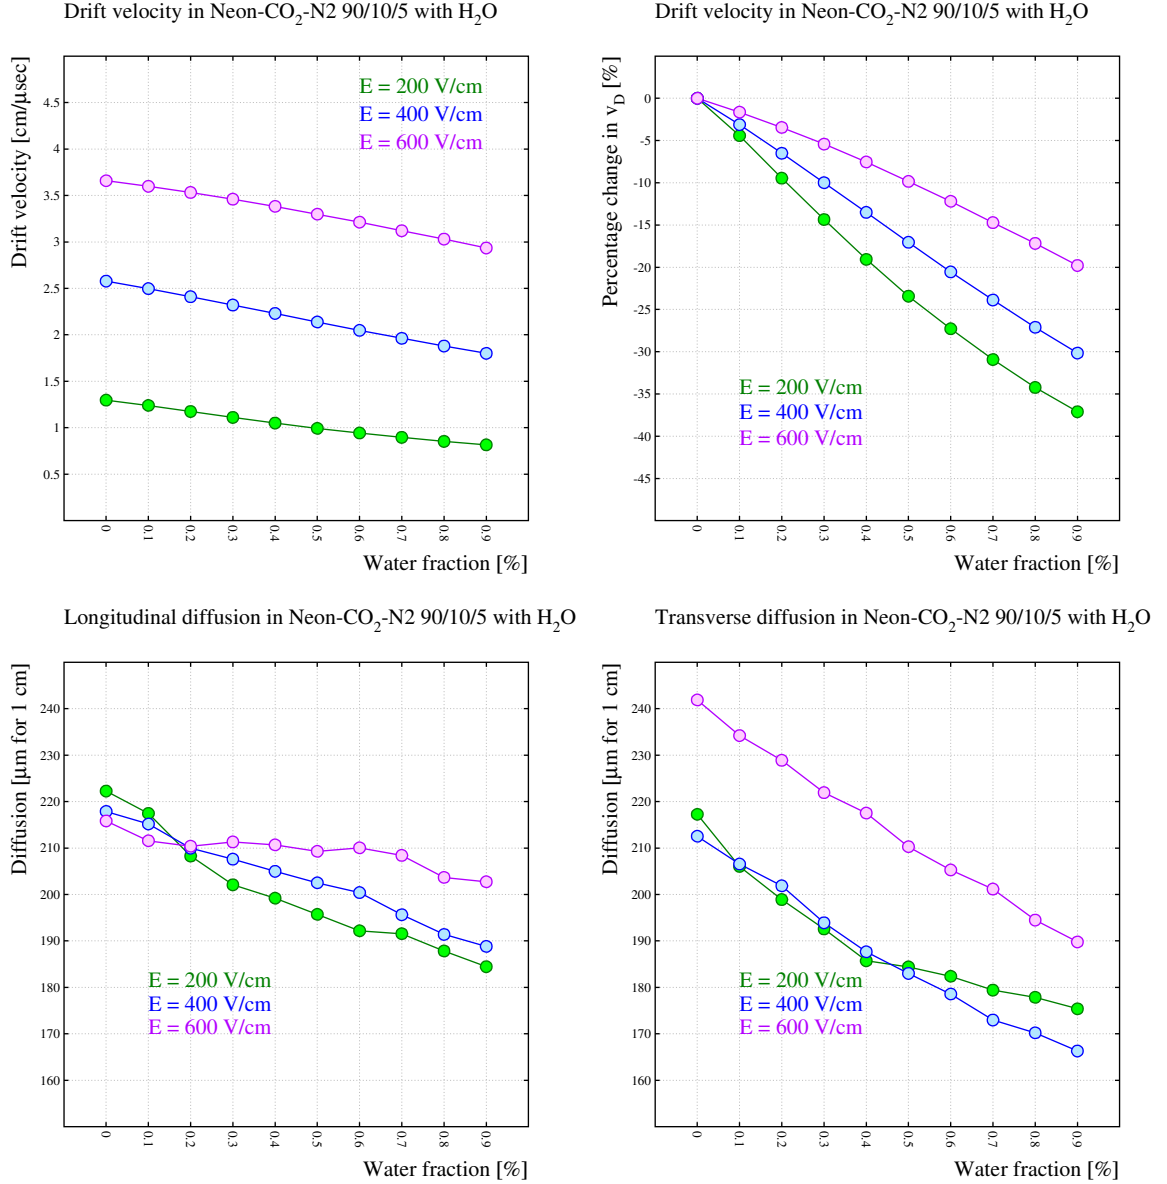 Drift velocity in Neon-CO2-N2 90/10/5 with H2O
Drift velocity [cm/μsec]
4.5
4
3.5
3
2.5
2
1.5
1
0.5
E = 200 V/cm
E = 400 V/cm
E = 600 V/cm
0 0.1 0.2 0.3 0.4 0.5 0.6 0.7 0.8 0.9
Water fraction [%]
Drift velocity in Neon-CO2-N2 90/10/5 with H2O
Percentage change in vD [%]
0
-5
-10
-15
-20
-25
-30
-35
-40
-45
E = 200 V/cm
E = 400 V/cm
E = 600 V/cm
0 0.1 0.2 0.3 0.4 0.5 0.6 0.7 0.8 0.9
Water fraction [%]
Longitudinal diffusion in Neon-CO2-N2 90/10/5 with H2O
Diffusion [μm for 1 cm]
240
230
220
210
200
190
180
170
160
E = 200 V/cm
E = 400 V/cm
E = 600 V/cm
0 0.1 0.2 0.3 0.4 0.5 0.6 0.7 0.8 0.9
Water fraction [%]
Transverse diffusion in Neon-CO2-N2 90/10/5 with H2O
Diffusion [μm for 1 cm]
240
230
220
210
200
190
180
170
160
E = 200 V/cm
E = 400 V/cm
E = 600 V/cm
0 0.1 0.2 0.3 0.4 0.5 0.6 0.7 0.8 0.9
Water fraction [%]